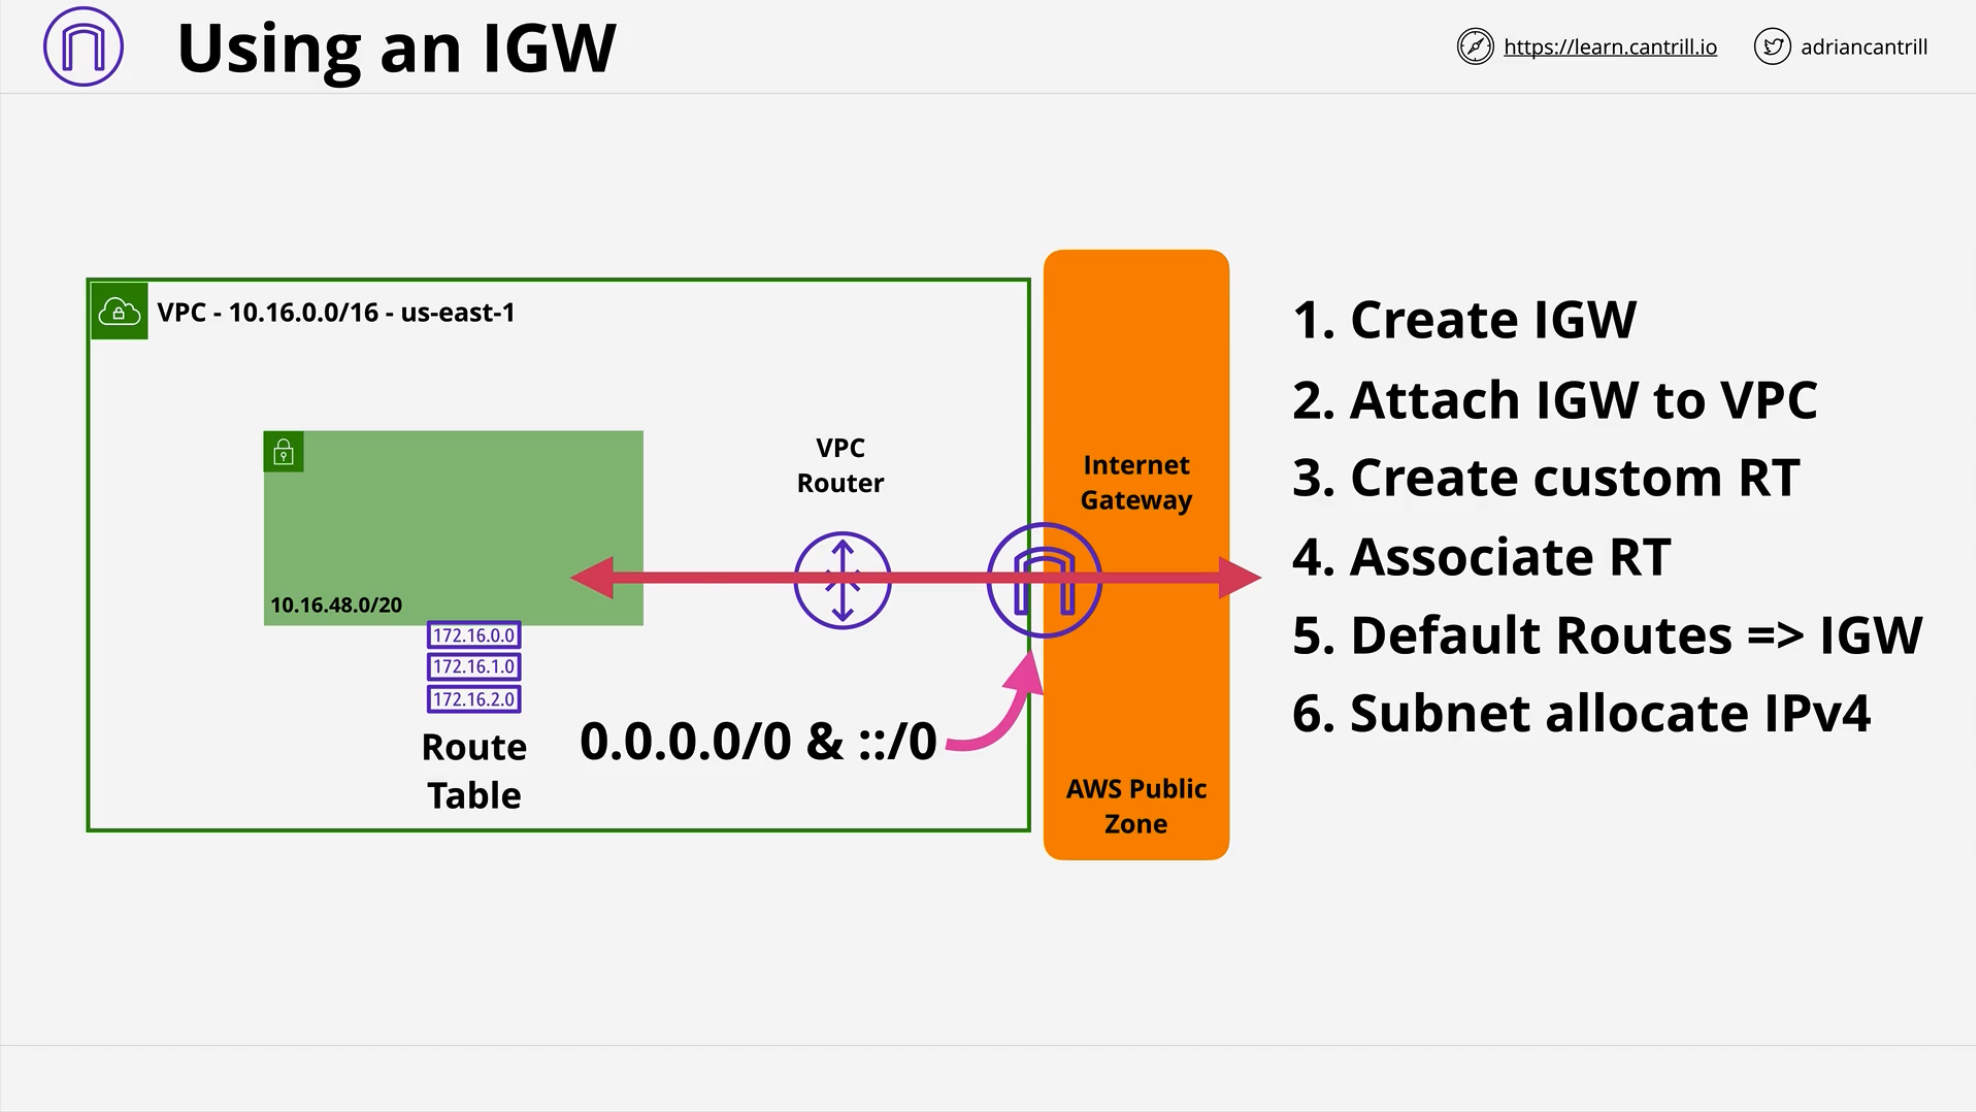 Using an IGW
https://learn.cantrill.io
adriancantrill
VPC - 10.16.0.0/16 - us-east-1
10.16.48.0/20
172.16.0.0
172.16.1.0
172.16.2.0
Route
Table
VPC
Router
0.0.0.0/0 & ::/0
Internet
Gateway
AWS Public
Zone
1. Create IGW
2. Attach IGW to VPC
3. Create custom RT
4. Associate RT
5. Default Routes => IGW
6. Subnet allocate IPv4